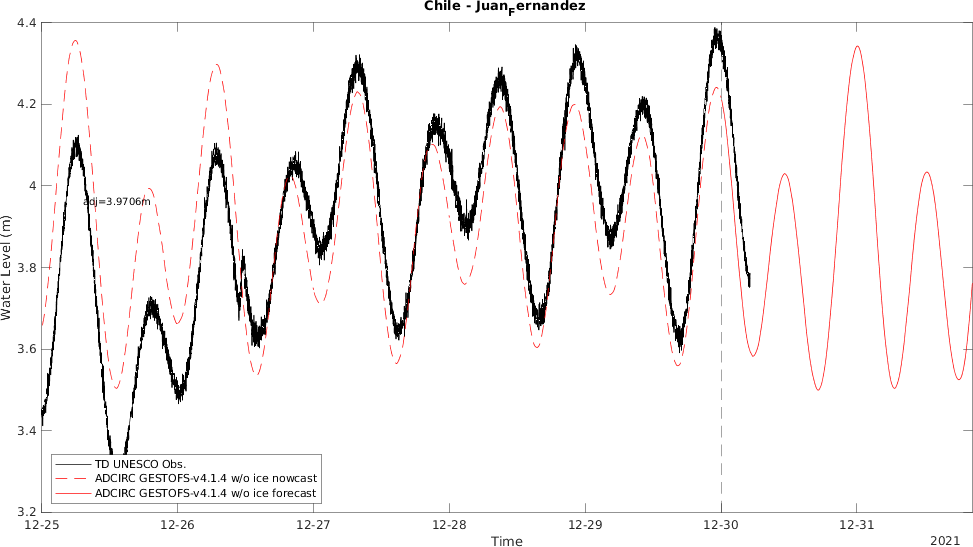 Chile - JuanFernandez
4.4
4.2
4
3.8
3.6
3.4
3.2
Water Level (m)
adj=3.9706m
TD UNESCO Obs.
ADCIRC GESTOFS-v4.1.4 w/o ice nowcast
ADCIRC GESTOFS-v4.1.4 w/o ice forecast
12-25 12-26 12-27 12-28 12-29 12-30 12-31
Time
2021